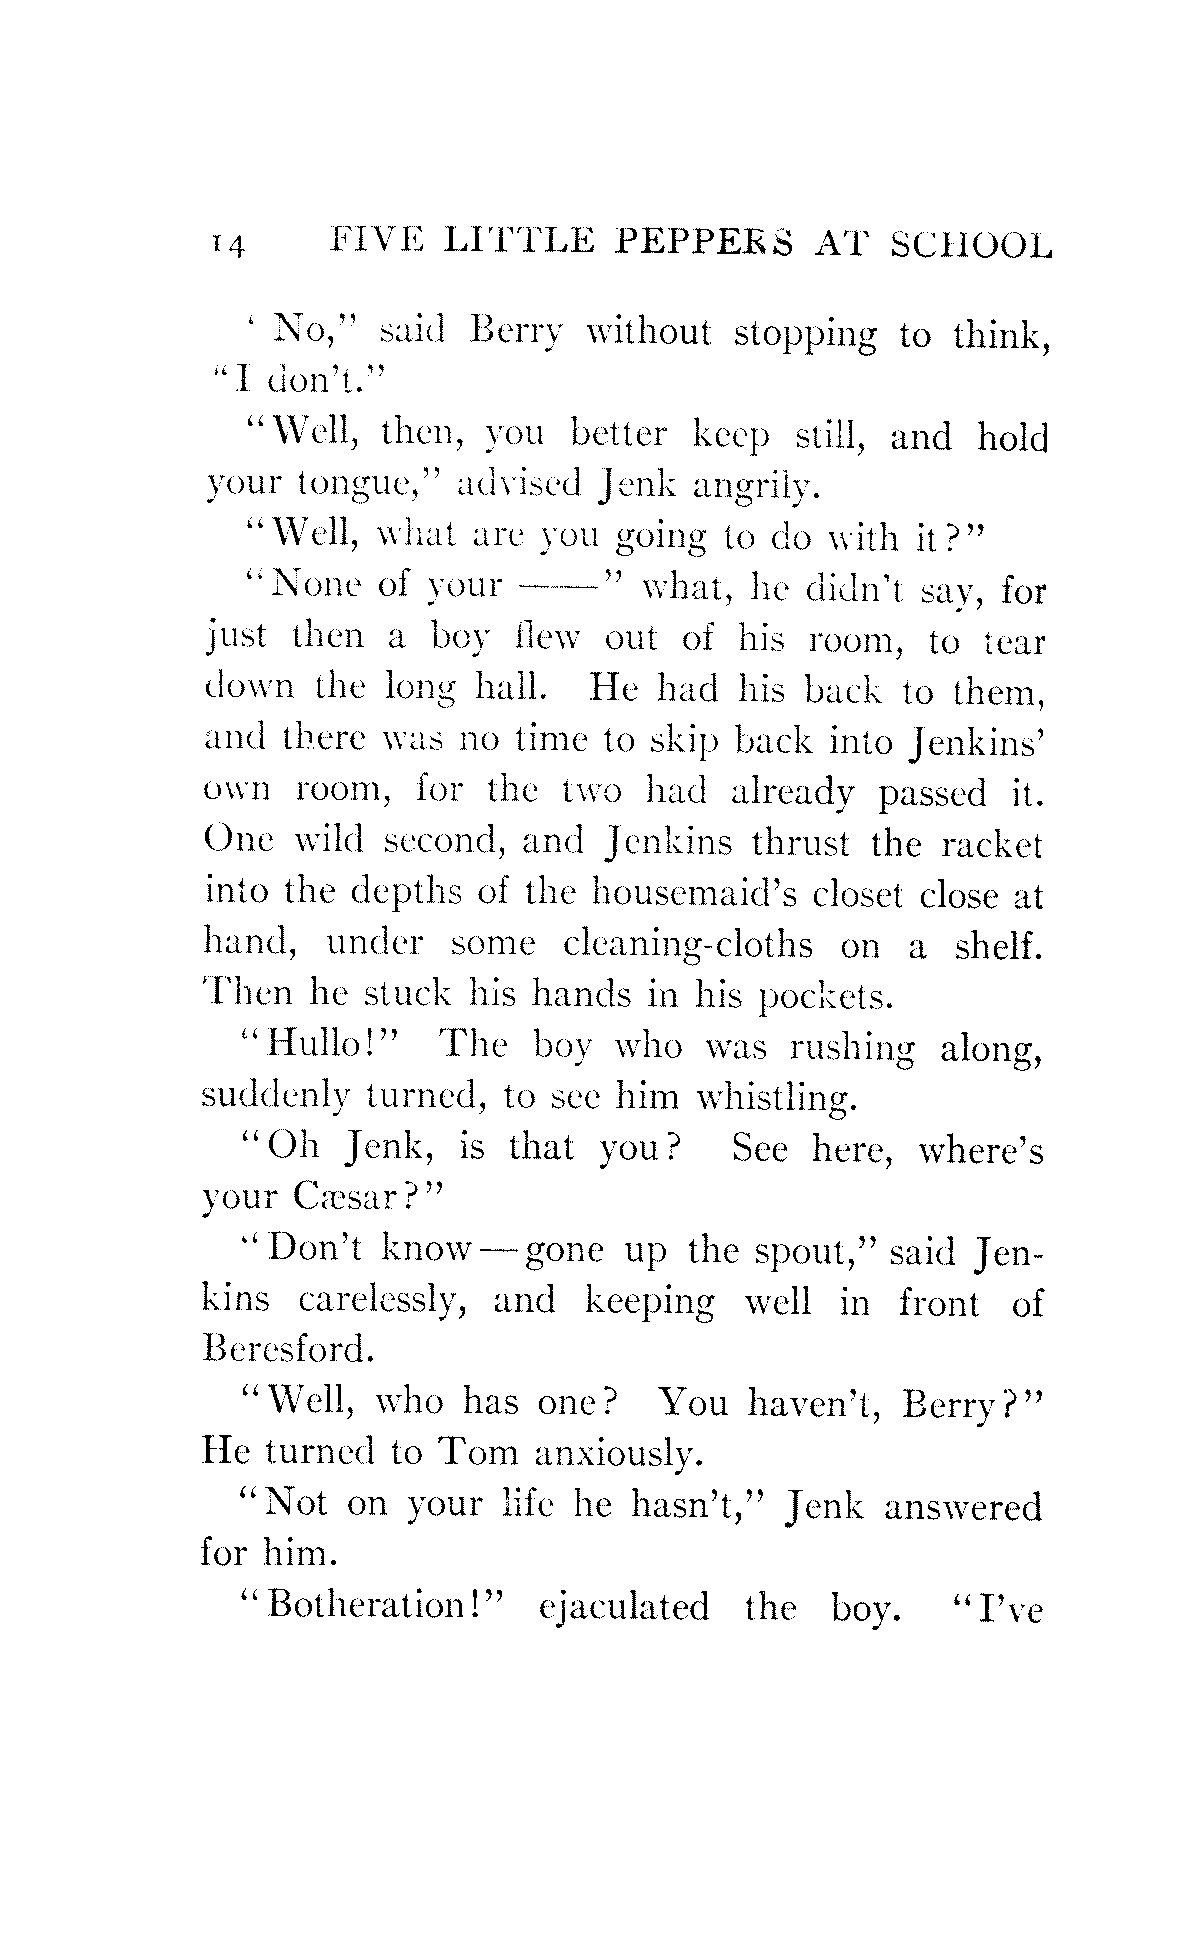 14 FIVE LITTLE PEPPERS AT SCHOOL
‘ No,” said Berry without stopping to think,
“I don’t.”
“Well, then, you better keep still, and hold
your tongue,” advised Jenk angrily.
“Well, what are you going to do with it?”
“None of your ——” what, he didn’t say, for
just then a boy flew out of his room, to tear
down the long hall. He had his back to them,
and there was no time to skip back into Jenkins’
own room, for the two had already passed it.
One wild second, and Jenkins thrust the racket
into the depths of the housemaid’s closet close at
hand, under some cleaning-cloths on a shelf.
Then he stuck his hands in his pockets.
“Hullo!” The boy who was rushing along,
suddenly turned, to see him whistling.
“Oh Jenk, is that you? See here, where’s
your Cæsar?”
“Don’t know—gone up the spout,” said Jen-
kins carelessly, and keeping well in front of
Beresford.
“Well, who has one? You haven’t, Berry?”
He turned to Tom anxiously.
“Not on your life he hasn’t,” Jenk answered
for him.
“Botheration!” ejaculated the boy. “I’ve